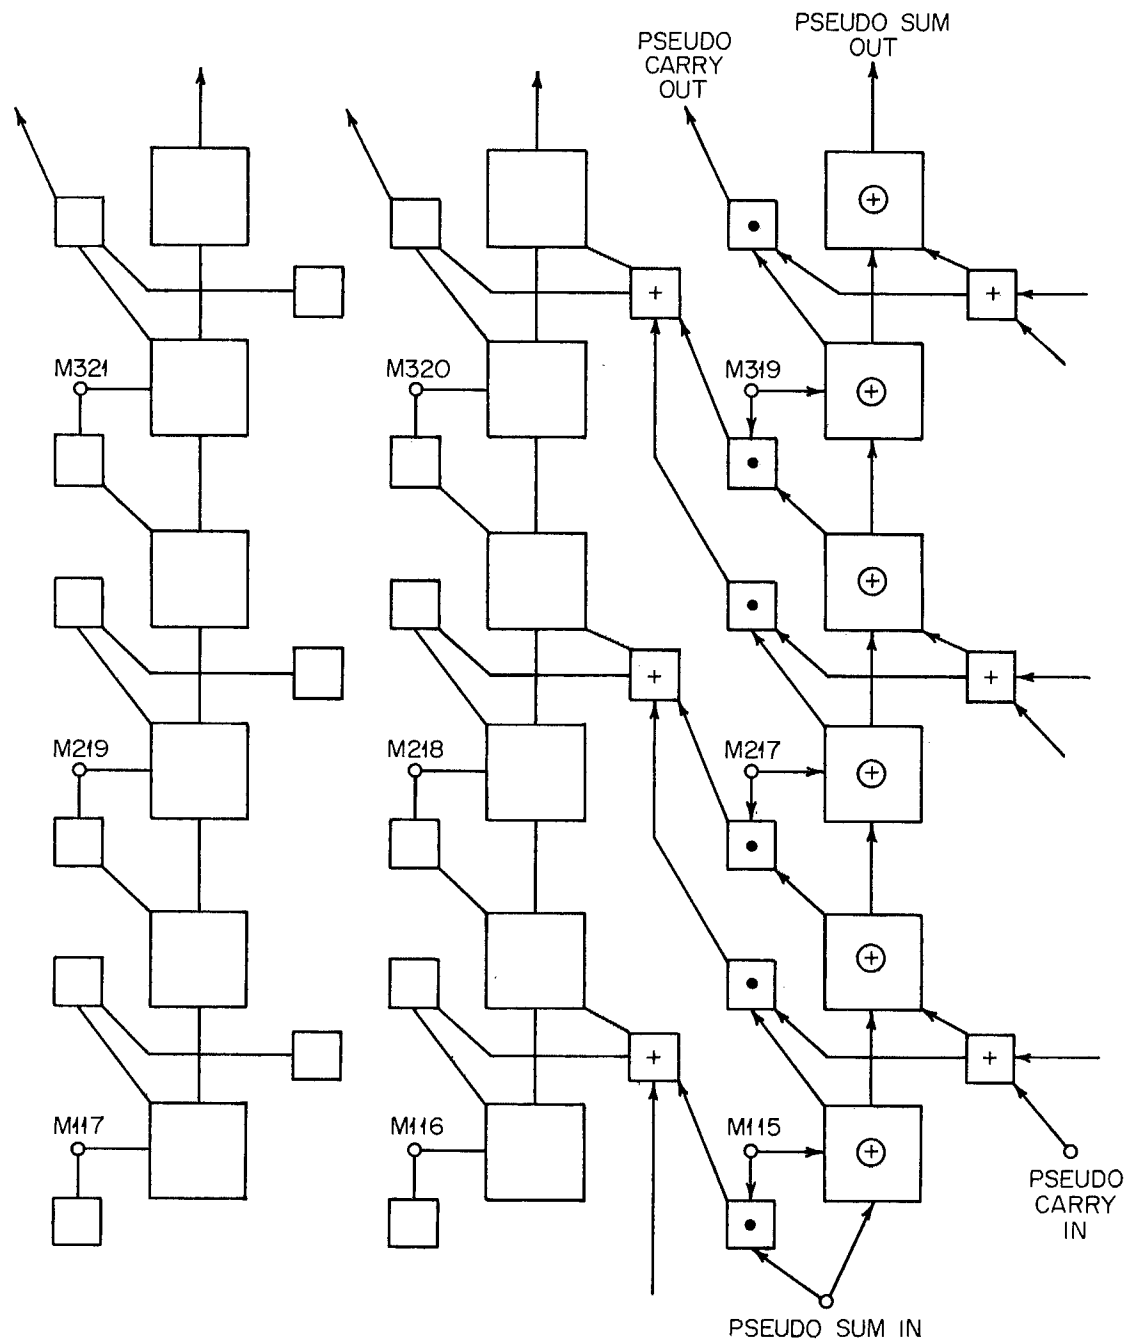 PSEUDO SUM
OUT
PSEUDO
CARRY
OUT
M321
M320
M319
M219
M218
M217
M117
M116
M115
PSEUDO
CARRY
IN
PSEUDO SUM IN